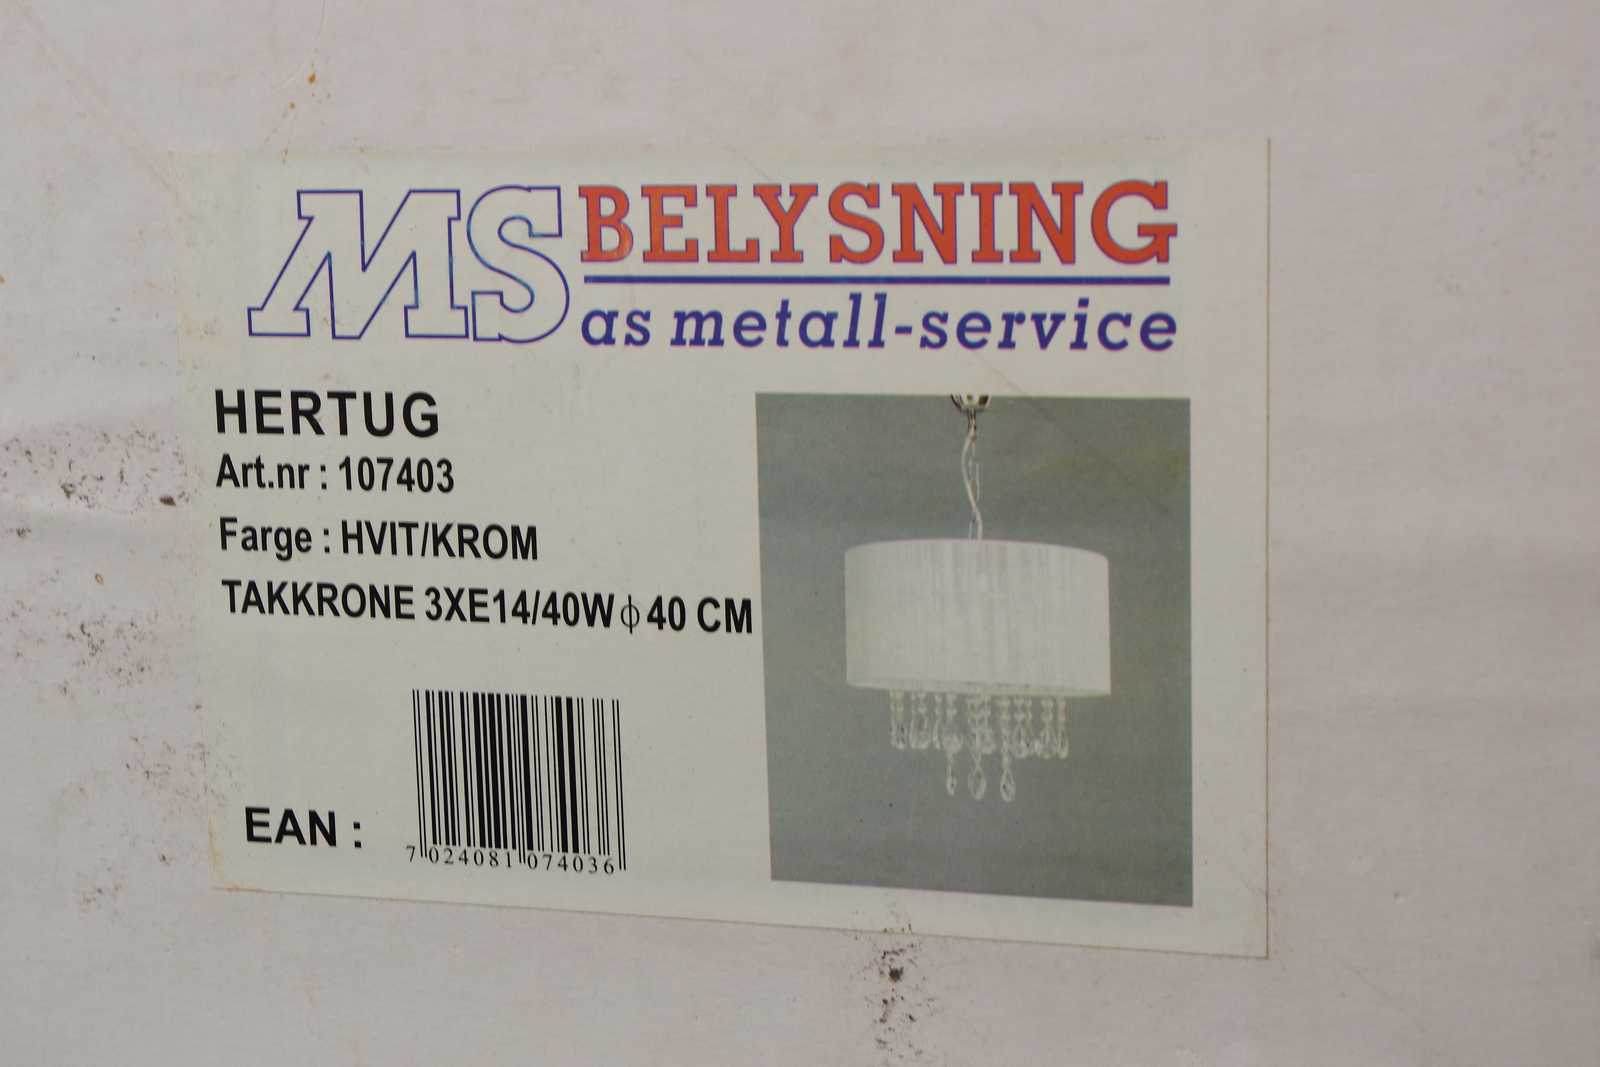 MS BELYSNING
as metall-service
HERTUG
Art.nr : 107403
Farge : HVIT/KROM
TAKKRONE 3XE14/40W ϕ 40 CM
EAN :
7 024081 074036